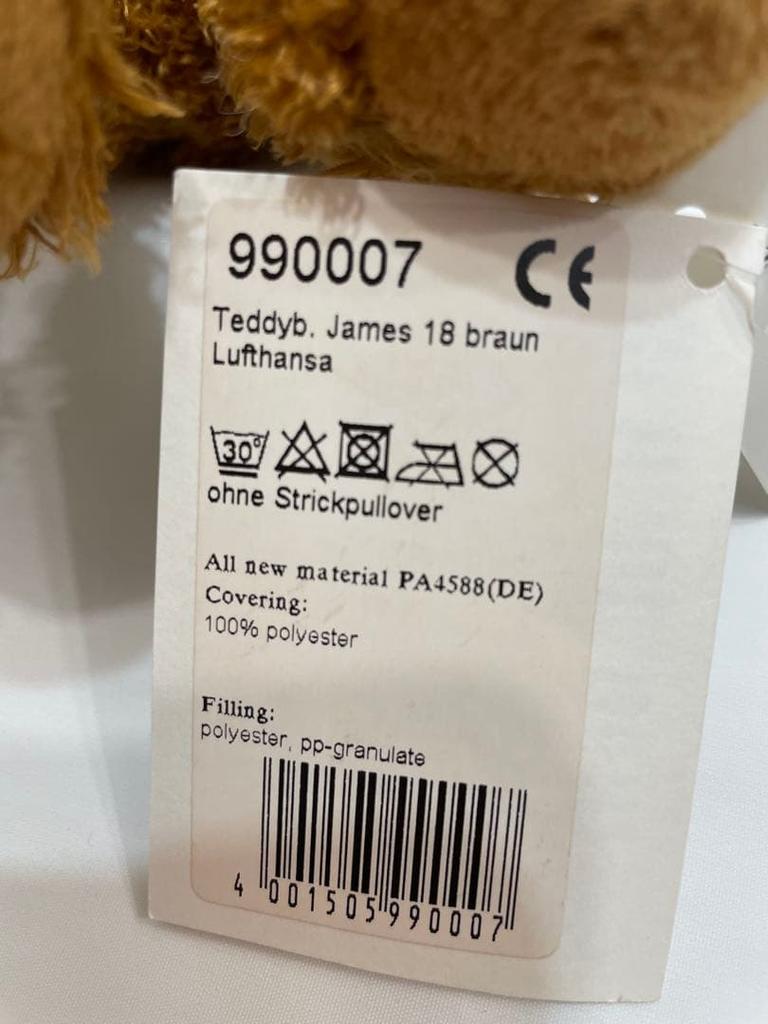 990007 CE
Teddyb. James 18 braun
Lufthansa
30°
ohne Strickpullover
All new material PA4588(DE)
Covering:
100% polyester
Filling:
polyester, pp-granulate
4 001505 990007